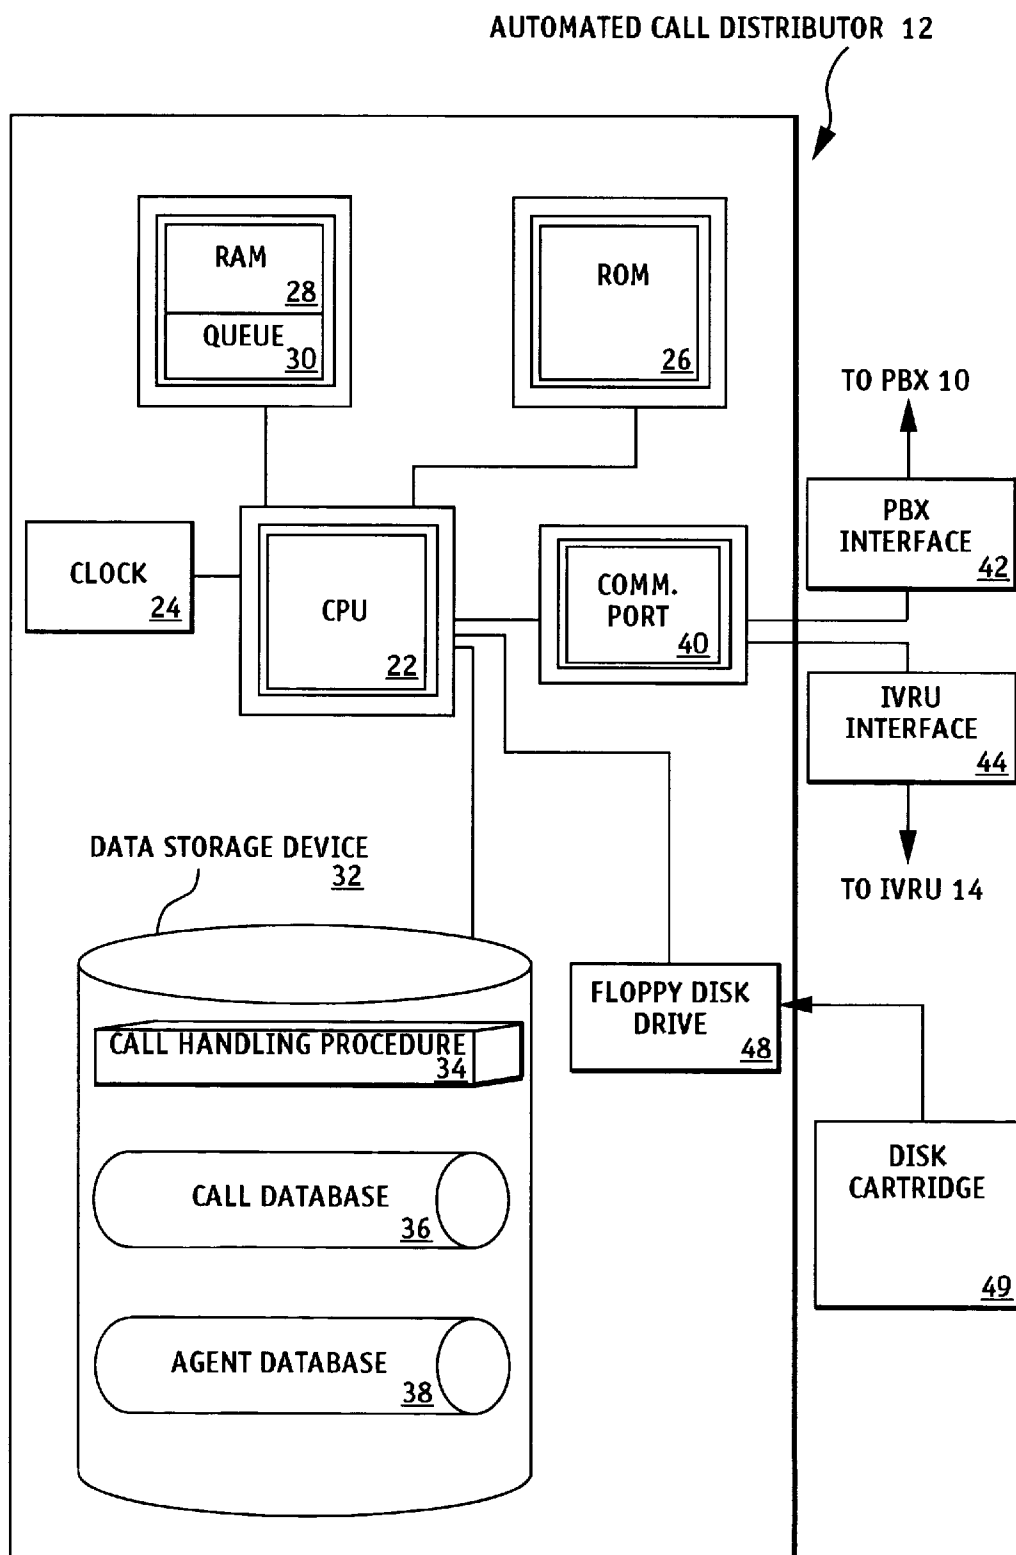 AUTOMATED CALL DISTRIBUTOR 12
RAM
28
QUEUE
30
ROM
26
TO PBX 10
PBX
INTERFACE
42
CLOCK
24
CPU
22
COMM.
PORT
40
IVRU
INTERFACE
44
TO IVRU 14
DATA STORAGE DEVICE
32
FLOPPY DISK
DRIVE
48
CALL HANDLING PROCEDURE
34
DISK
CARTRIDGE
49
CALL DATABASE
36
AGENT DATABASE
38